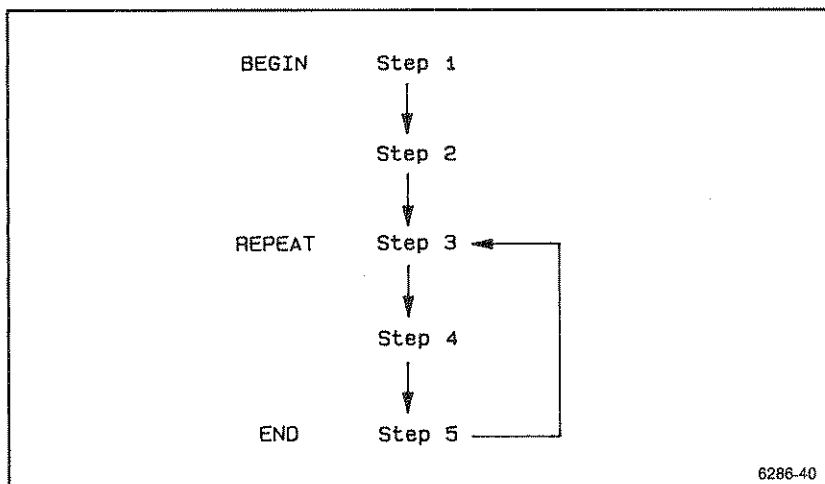 BEGIN Step 1
Step 2
REPEAT Step 3
Step 4
END Step 5
6286-40